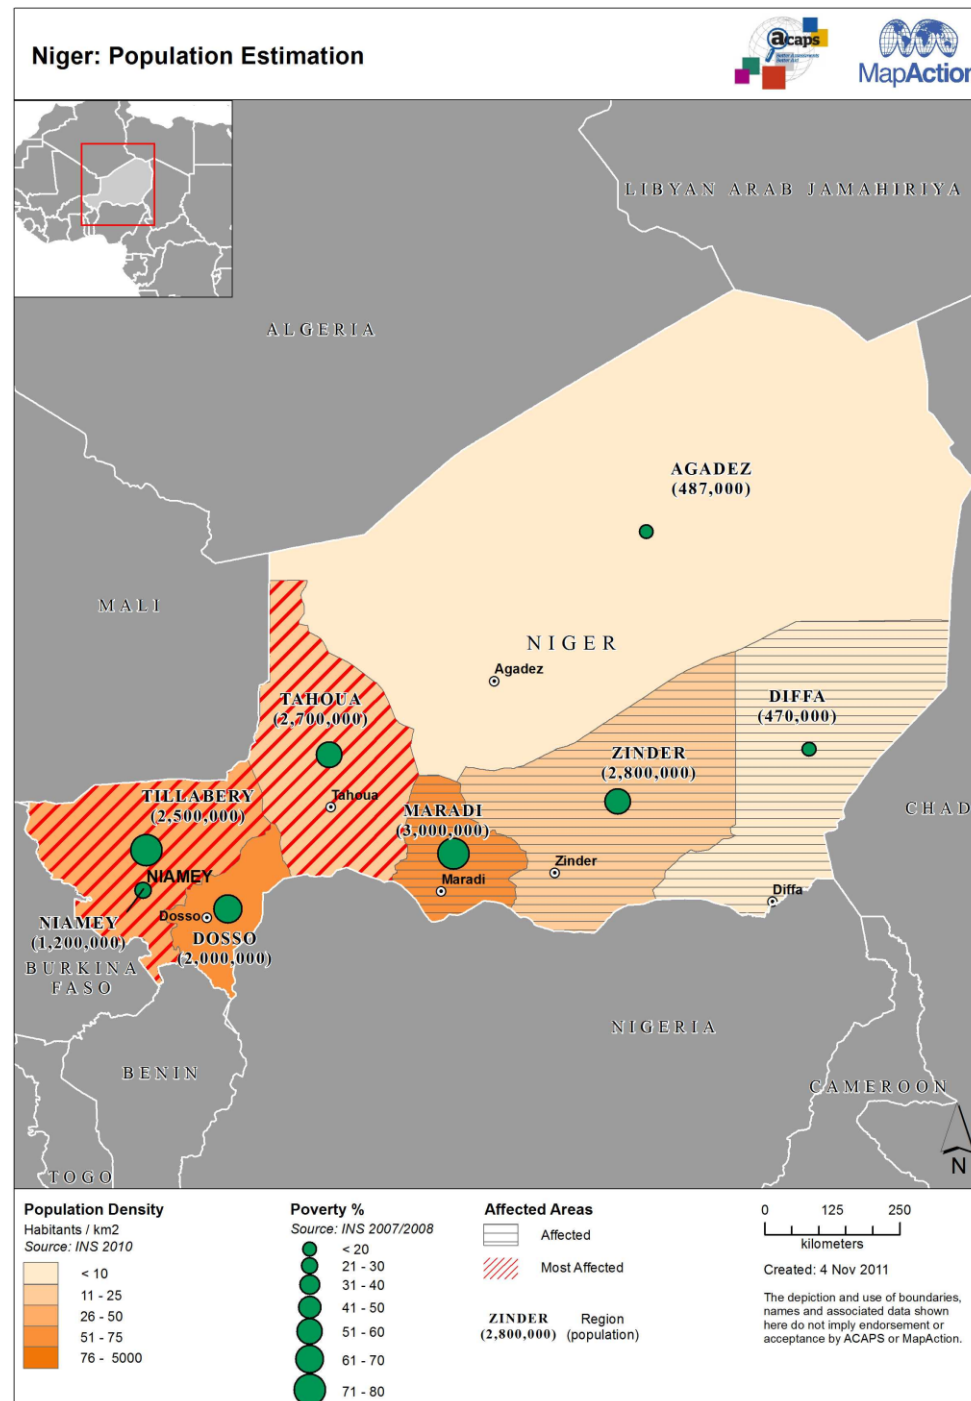 Niger: Population Estimation
acaps
Better Assessments
Better Aid
MapAction
LIBYAN ARAB JAMAHIRIYA
ALGERIA
AGADEZ
(487,000)
MALI
NIGER
Agadez
TAHOUA
(2,700,000)
DIFFA
(470,000)
ZINDER
(2,800,000)
TILLABERY
(2,500,000)
Tahoua
MARADI
(3,000,000)
CHAD
NIAMEY
Zinder
Maradi
Diffa
NIAMEY
(1,200,000)
Dosso
DOSSO
(2,000,000)
BURKINA
FASO
NIGERIA
BENIN
CAMEROON
TOGO
N
Population Density
Habitants / km2
Source: INS 2010
< 10
11 - 25
26 - 50
51 - 75
76 - 5000
Poverty %
Source: INS 2007/2008
< 20
21 - 30
31 - 40
41 - 50
51 - 60
61 - 70
71 - 80
Affected Areas
Affected
Most Affected
ZINDER Region
(2,800,000) (population)
0 125 250
kilometers
Created: 4 Nov 2011
The depiction and use of boundaries,
names and associated data shown
here do not imply endorsement or
acceptance by ACAPS or MapAction.